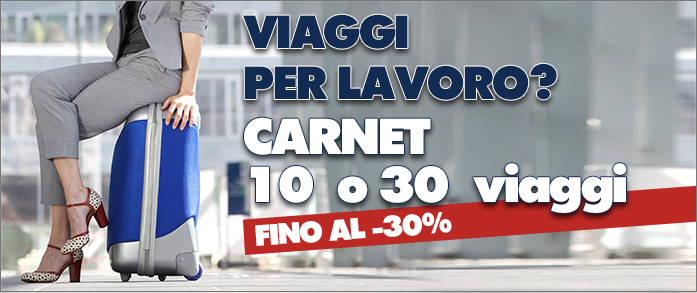 VIAGGI
PER LAVORO?
CARNET
10 o 30 viaggi
FINO AL -30%